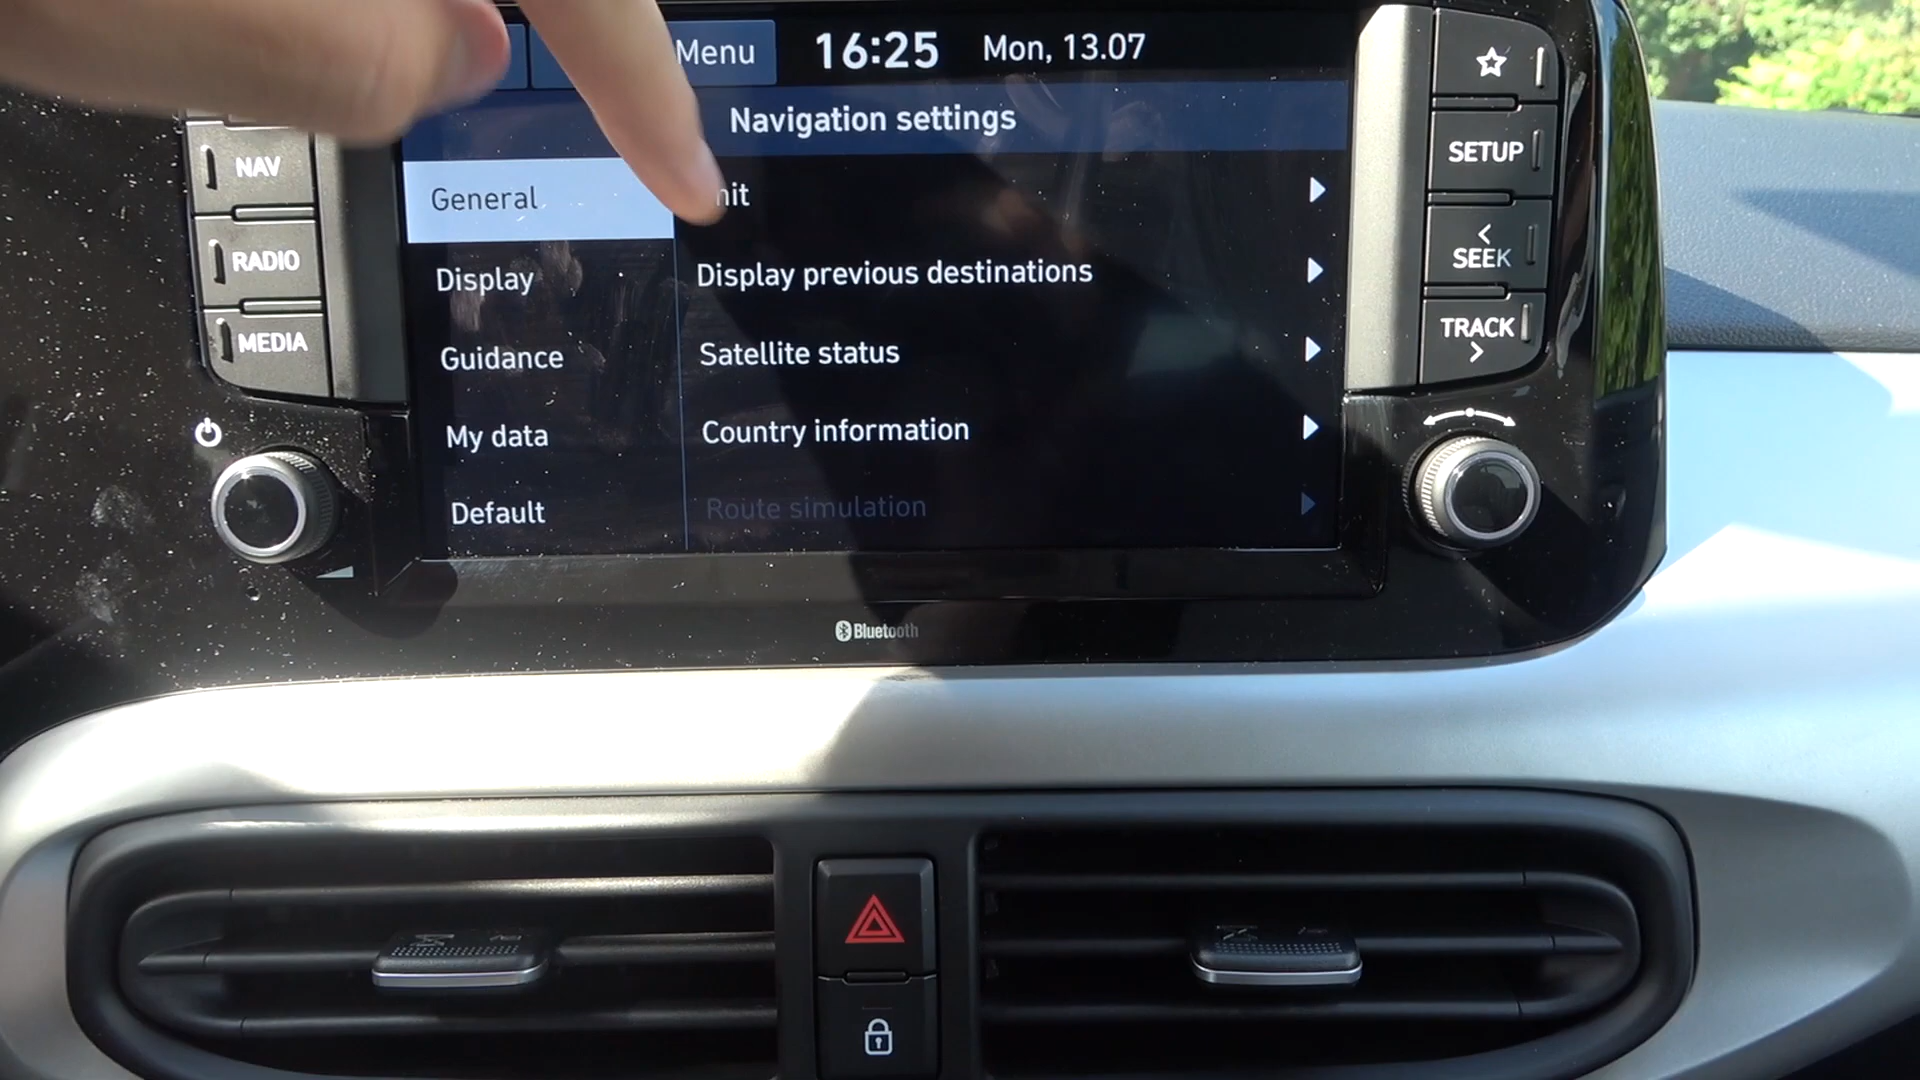 Menu
16:25
Mon, 13.07
Navigation settings
General
Display previous destinations
Display
Satellite status
Guidance
Country information
My data
Route simulation
Default
NAV
RADIO
MEDIA
SETUP
<
SEEK
TRACK
>
Bluetooth